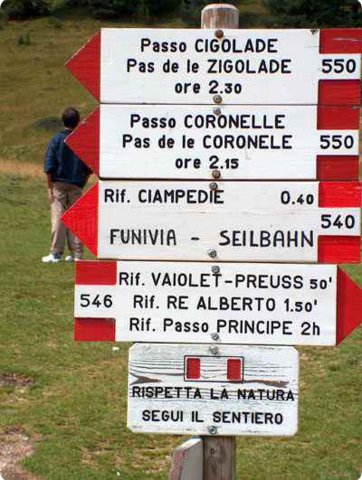 Passo CIGOLADE
Pas de le ZIGOLADE
ore 2.30
550
Passo CORONELLE
Pas de le CORONELE
ore 2.15
550
Rif. CIAMPEDIE 0.40
FUNIVIA - SEILBAHN
540
546
Rif. VAIOLET-PREUSS 50'
Rif. RE ALBERTO 1.50'
Rif. Passo PRINCIPE 2h
RISPETTA LA NATURA
SEGUI IL SENTIERO